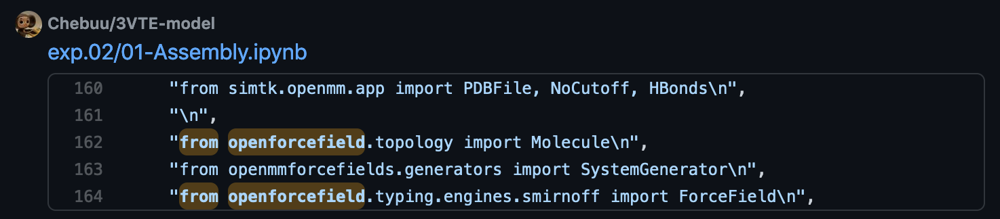 Chebuu/3VTE-model
exp.02/01-Assembly.ipynb
160 "from simtk.openmm.app import PDBFile, NoCutoff, HBonds\n",
161 "\n",
162 "from openforcefield.topology import Molecule\n",
163 "from openmmforcefields.generators import SystemGenerator\n",
164 "from openforcefield.typing.engines.smirnoff import ForceField\n",